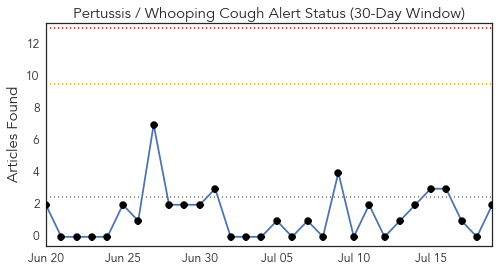 Pertussis / Whooping Cough Alert Status (30-Day Window)
Articles Found
12
10
8
6
4
2
0
Jun 20 Jun 25 Jun 30 Jul 05 Jul 10 Jul 15